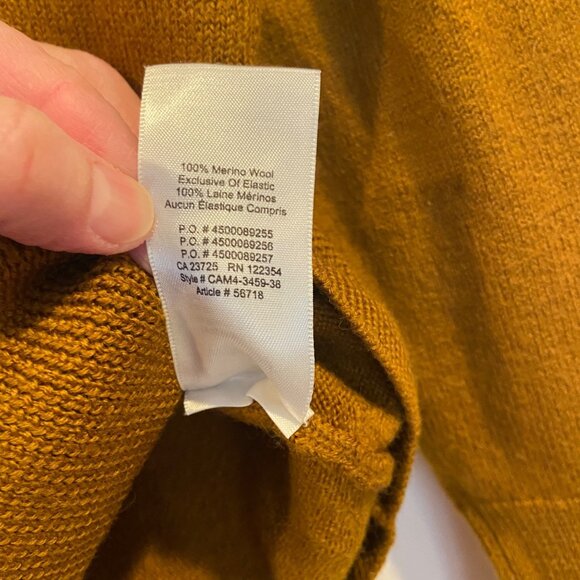 100% Merino Wool
Exclusive Of Elastic
100% Laine Mérinos
Aucun Élastique Compris
P.O. # 4500089255
P.O. # 4500089256
P.O. # 4500089257
CA 23725 RN 122354
Style # CAM4-3459-38
Article # 56718